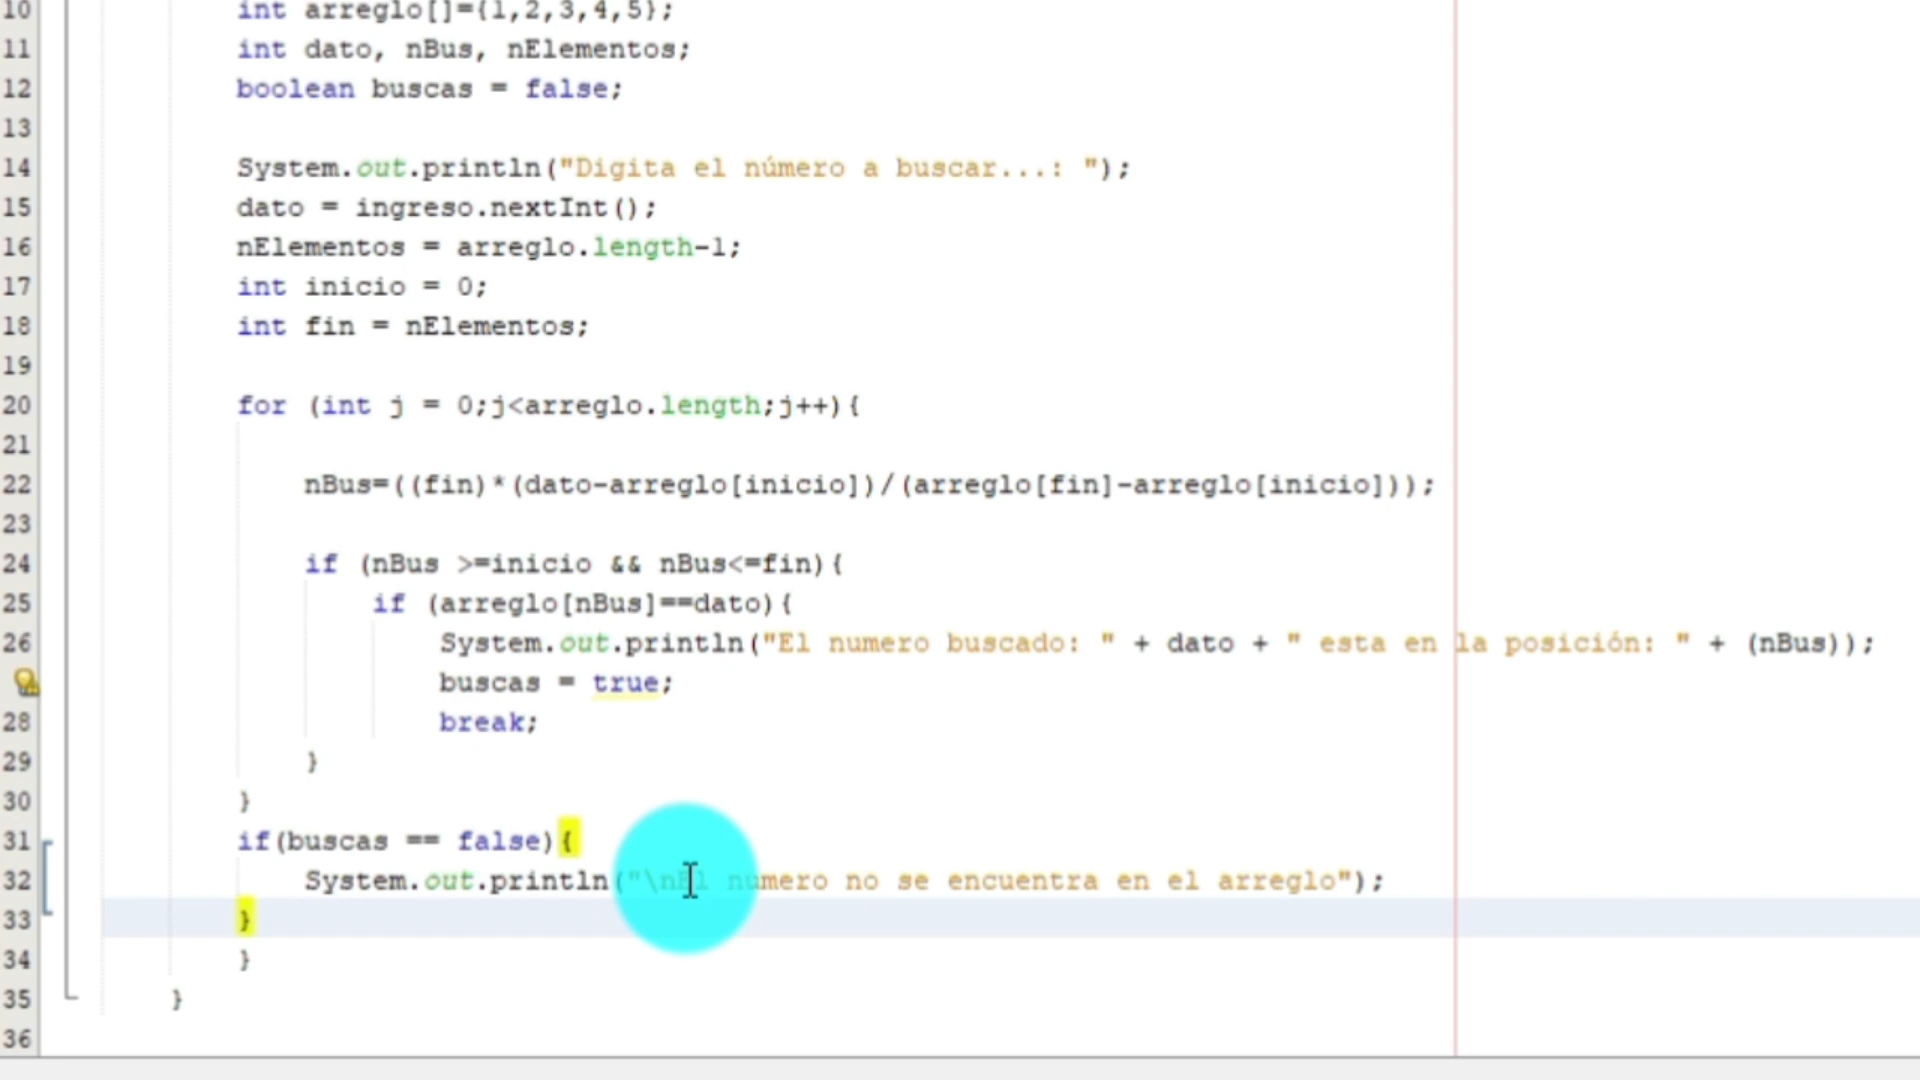 10 int arreglo[]={1,2,3,4,5};
11 int dato, nBus, nElementos;
12 boolean buscas = false;
13
14 System.out.println("Digita el número a buscar...: ");
15 dato = ingreso.nextInt();
16 nElementos = arreglo.length-1;
17 int inicio = 0;
18 int fin = nElementos;
19
20 for (int j = 0;j<arreglo.length;j++){
21
22 nBus=((fin)*(dato-arreglo[inicio])/(arreglo[fin]-arreglo[inicio]));
23
24 if (nBus >=inicio && nBus<=fin){
25 if (arreglo[nBus]==dato){
26 System.out.println("El numero buscado: " + dato + " esta en la posición: " + (nBus));
buscas = true;
28 break;
29 }
30 }
31 if(buscas == false){
32 System.out.println("\nEl numero no se encuentra en el arreglo");
33 }
34 }
35 }
36